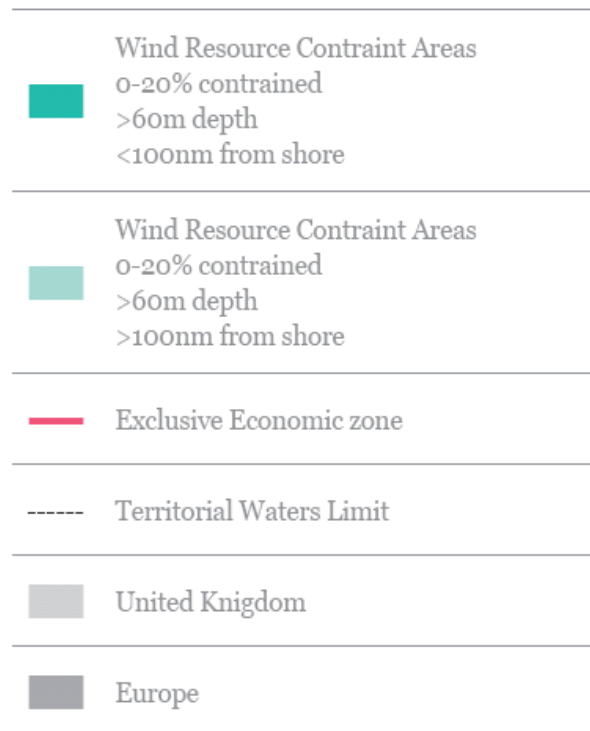 Wind Resource Contraint Areas
0-20% contrained
>60m depth
<100nm from shore
Wind Resource Contraint Areas
0-20% contrained
>60m depth
>100nm from shore
Exclusive Economic zone
Territorial Waters Limit
United Knigdom
Europe